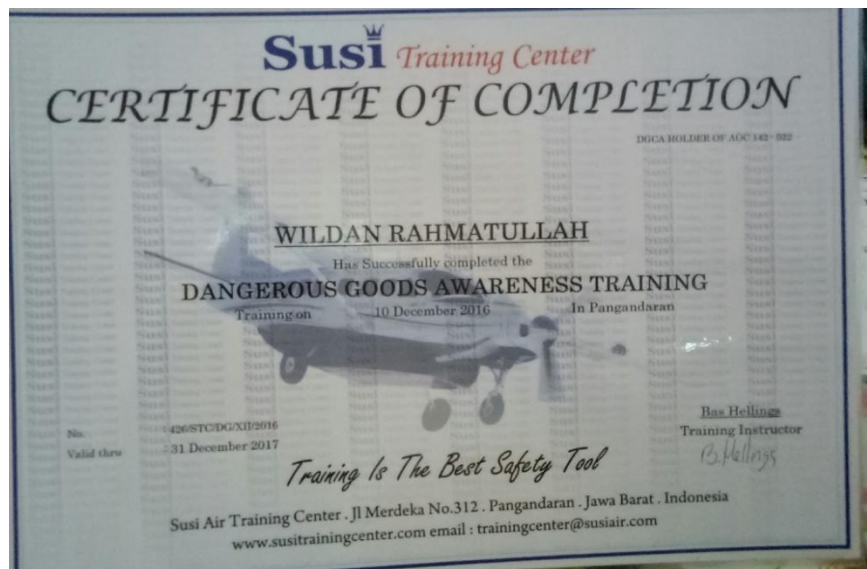 Susi Training Center
CERTIFICATE OF COMPLETION
DGCA HOLDER OF AOC 142 - 022
WILDAN RAHMATULLAH
Has Successfully completed the
DANGEROUS GOODS AWARENESS TRAINING
Training on 10 December 2016 In Pangandaran
No. : 426/STC/DG/XII/2016
Valid thru : 31 December 2017
Bas Hellings
Training Instructor
B. Hellings
Training Is The Best Safety Tool
Susi Air Training Center . Jl Merdeka No.312 . Pangandaran . Jawa Barat . Indonesia
www.susitrainingcenter.com email : trainingcenter@susiair.com